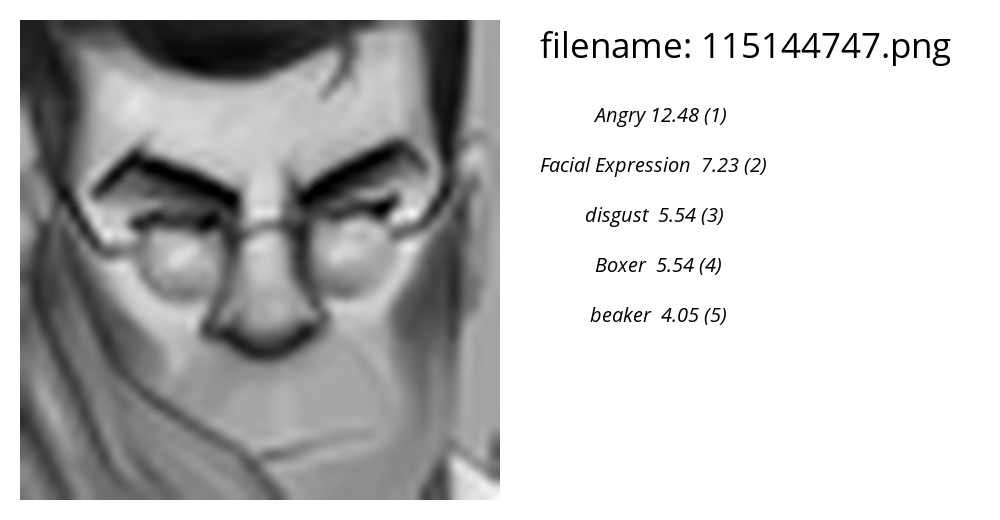 filename: 115144747.png
Angry 12.48 (1)
Facial Expression 7.23 (2)
disgust 5.54 (3)
Boxer 5.54 (4)
beaker 4.05 (5)